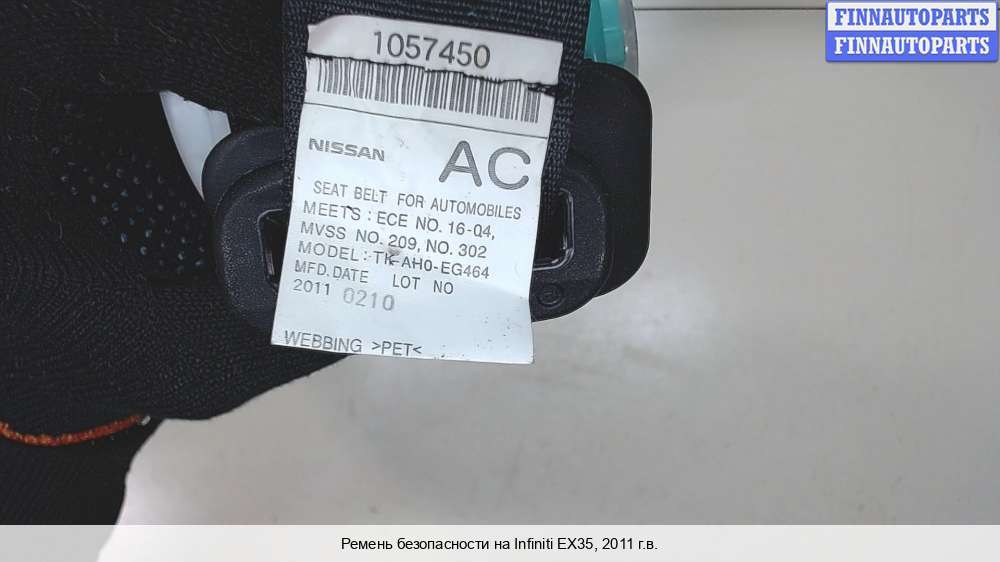 FINNAUTOPARTS
FINNAUTOPARTS
1057450
NISSAN AC
SEAT BELT FOR AUTOMOBILES
MEETS : ECE NO. 16-04,
MVSS NO. 209, NO. 302
MODEL: TK-AH0-EG464
MFD. DATE LOT NO
2011 0210
WEBBING >PET<
Ремень безопасности на Infiniti EX35, 2011 г.в.